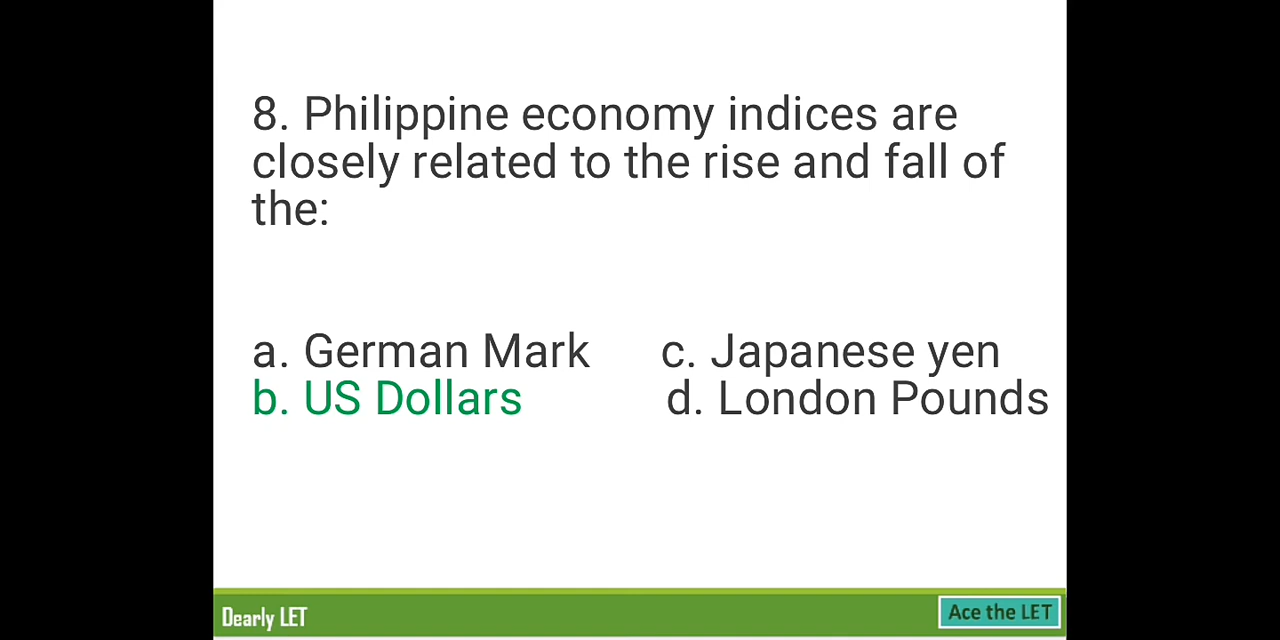 8. Philippine economy indices are
closely related to the rise and fall of
the:
a. German Mark c. Japanese yen
b. US Dollars d. London Pounds
Dearly LET
Ace the LET